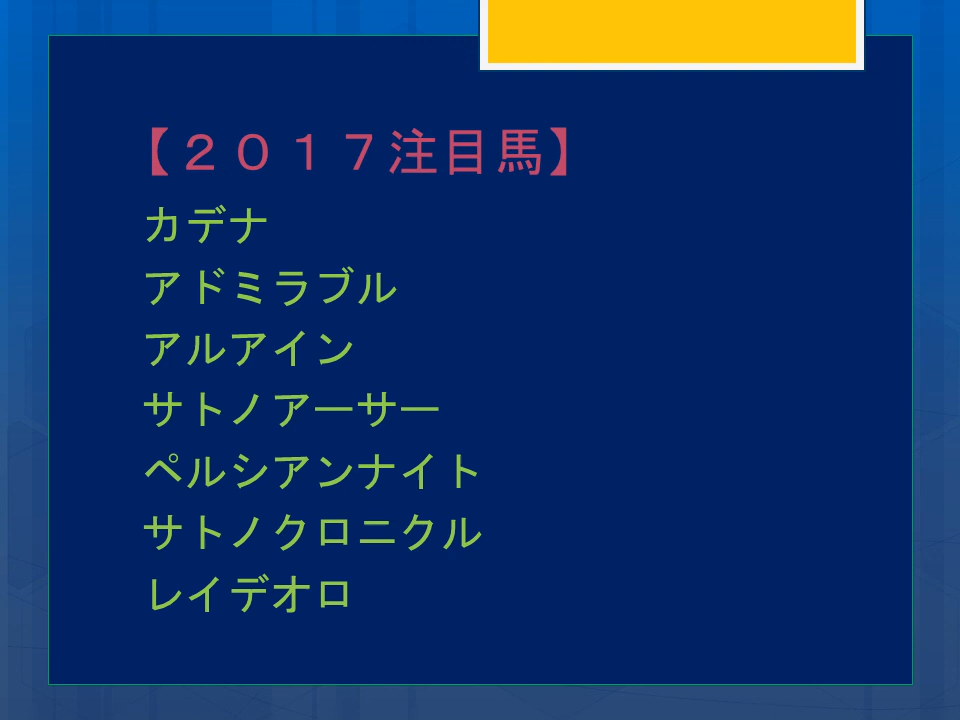 【２０１７注目馬】
カデナ
アドミラブル
アルアイン
サトノアーサー
ペルシアンナイト
サトノクロニクル
レイデオロ